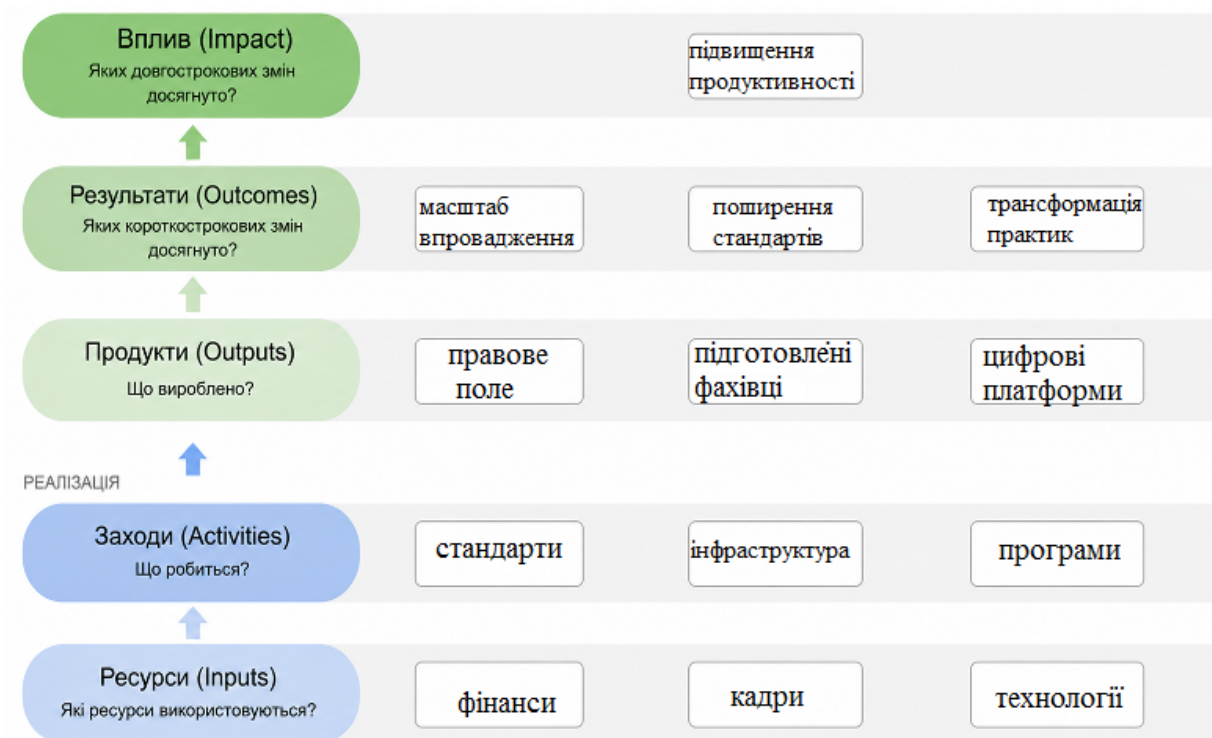 Вплив (Impact)
Яких довгострокових змін
досягнуто?
підвищення
продуктивності
Результати (Outcomes)
Яких короткострокових змін
досягнуто?
масштаб
впровадження
поширення
стандартів
трансформація
практик
Продукти (Outputs)
Що вироблено?
правове
поле
підготовлені
фахівці
цифрові
платформи
РЕАЛІЗАЦІЯ
Заходи (Activities)
Що робиться?
стандарти
інфраструктура
програми
Ресурси (Inputs)
Які ресурси використовуються?
фінанси
кадри
технології